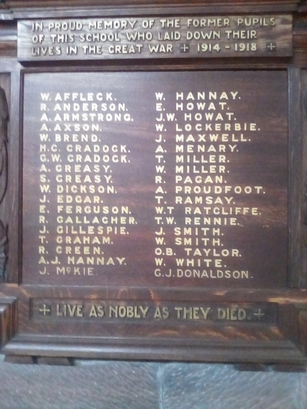 IN PROUD MEMORY OF THE FORMER PUPILS
OF THIS SCHOOL WHO LAID DOWN THEIR
LIVES IN THE GREAT WAR + 1914-1918 +
W. AFFLECK.
R. ANDERSON.
A. ARMSTRONG.
A. AXSON.
W. BREND.
H.C. CRADOCK.
G.W. CRADOCK.
A. CREASY.
S. CREASY.
W. DICKSON.
J. EDGAR.
E. FERGUSON.
R. GALLAGHER.
J. GILLESPIE.
T. GRAHAM.
R. GREEN.
A.J. HANNAY.
J. McKIE.
W. HANNAY.
E. HOWAT.
J.W. HOWAT.
W. LOCKERBIE.
J. MAXWELL.
A. MENARY.
T. MILLER.
W. MILLER.
R. PAGAN.
A. PROUDFOOT.
T. RAMSAY.
W.T RATCLIFFE.
T.W. RENNIE.
J. SMITH.
W. SMITH.
O.B. TAYLOR.
W. WHITE.
G.J. DONALDSON.
+ LIVE AS NOBLY AS THEY DIED. +